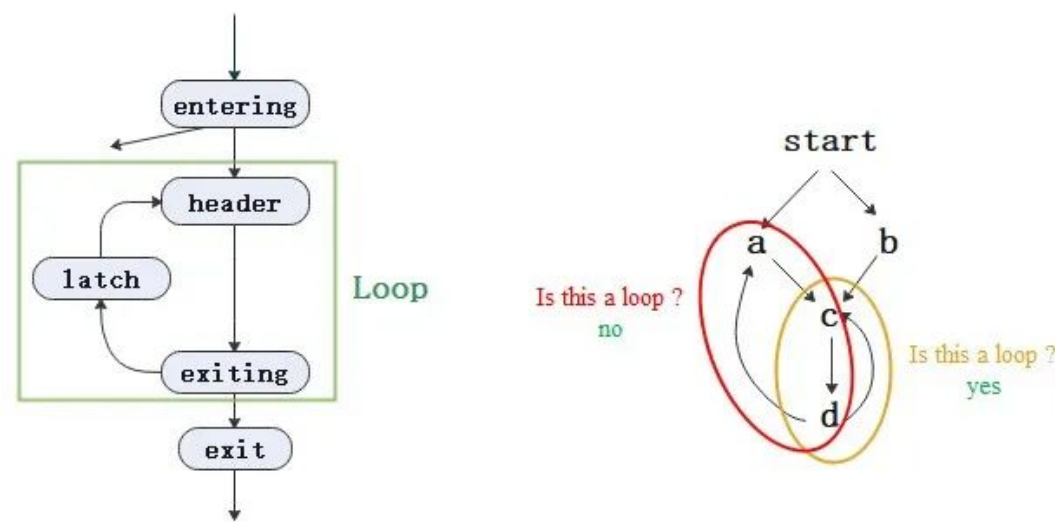 entering
header
latch
Loop
exiting
exit
start
a
b
Is this a loop ?
no
c
Is this a loop ?
yes
d